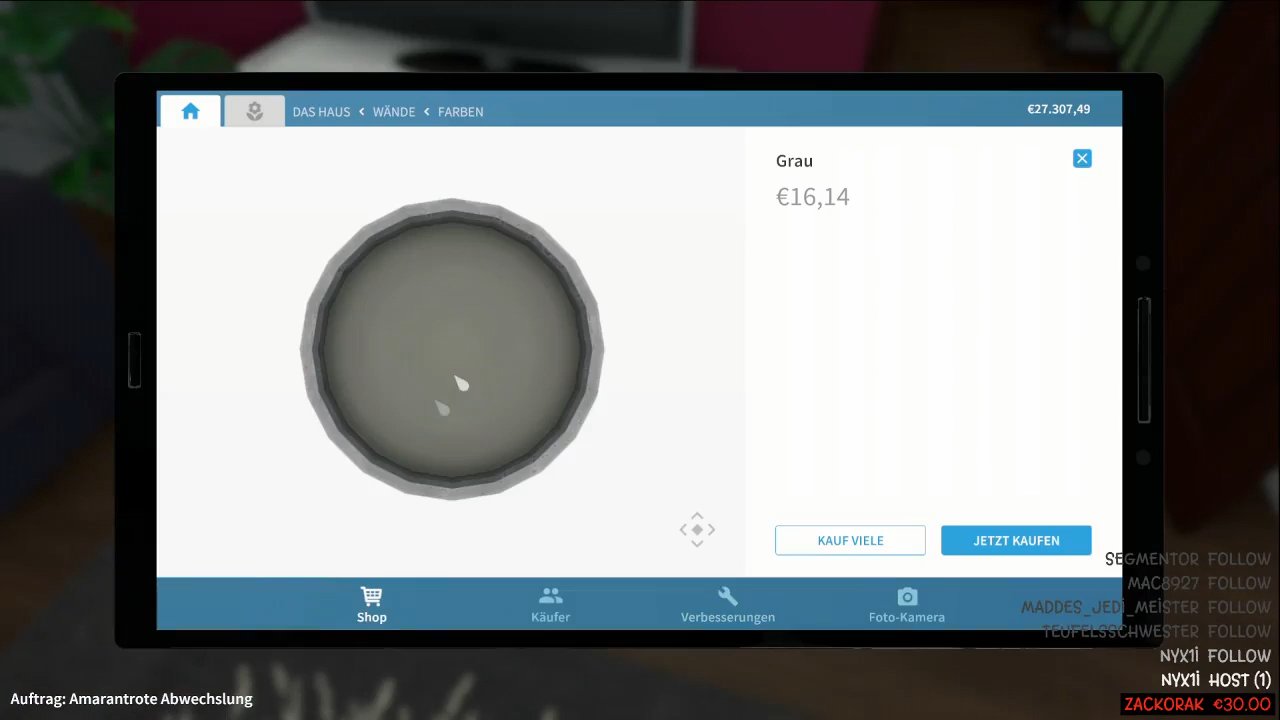 DAS HAUS < WÄNDE < FARBEN
€27.307,49
Grau
€16,14
KAUF VIELE
JETZT KAUFEN
SEGMENTOR FOLLOW
MAC8927 FOLLOW
MADDES_JEDI_MEISTER FOLLOW
TEUFELSSCHWESTER FOLLOW
NYX1I FOLLOW
NYX1I HOST (1)
ZACKORAK €30.00
Shop
Käufer
Verbesserungen
Foto-Kamera
Auftrag: Amarantrote Abwechslung